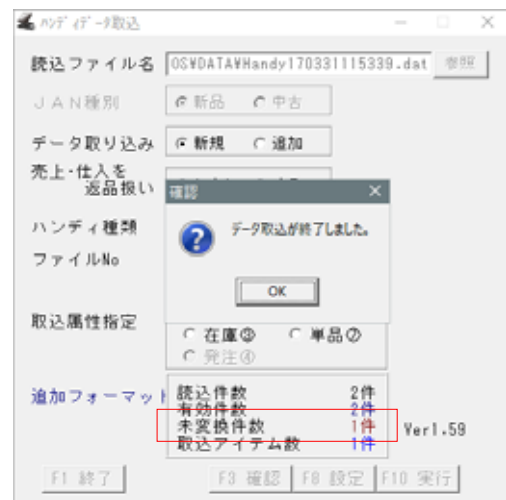 ハンディデータ取込
読込ファイル名 OS¥DATA¥Handy170331115339.dat 参照
JAN種別 新品 中古
データ取り込み 新規 追加
売上・仕入を
返品扱い
確認
データ取込が終了しました。
OK
ハンディ種類
ファイルNo
取込属性指定
在庫③ 単品⑦
発注④
追加フォーマット
読込件数 2件
有効件数 2件
未変換件数 1件
取込アイテム数 1件
Ver1.59
F1 終了 F3 確認 F8 設定 F10 実行